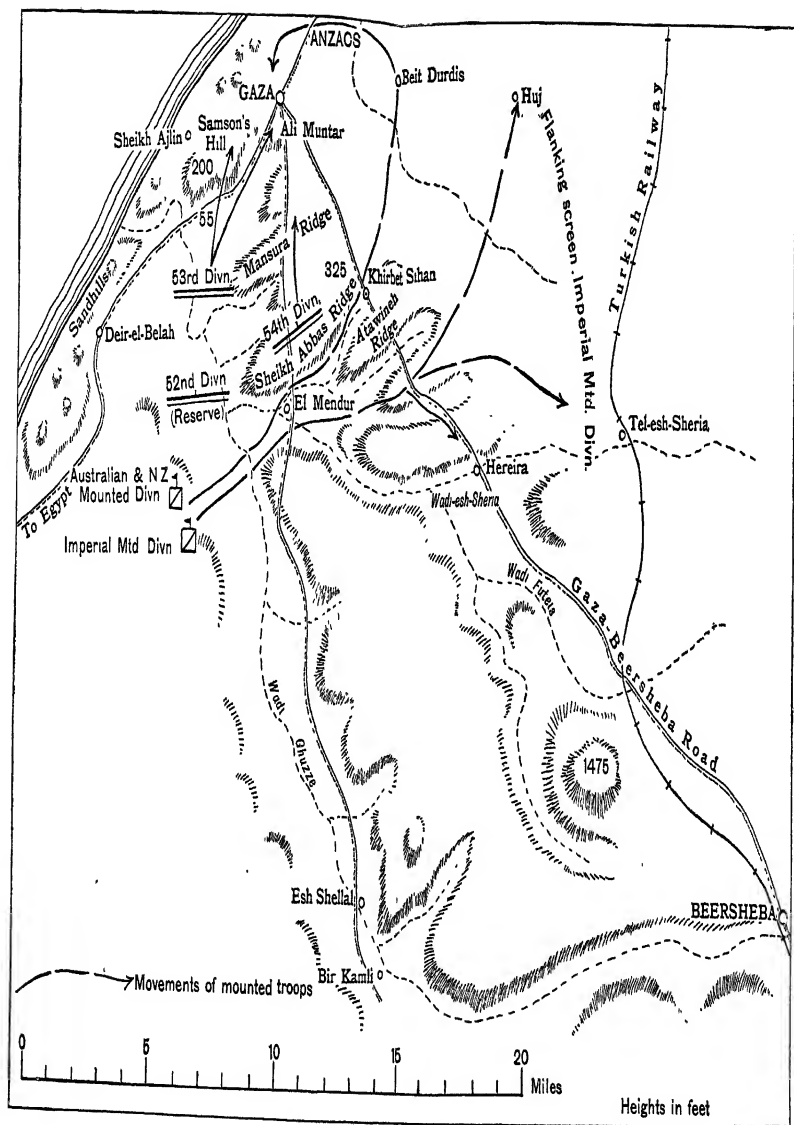 ANZACS
Beit Durdis
GAZA
Huj
Samson's
Hill
Ali Muntar
Sheikh Ajlin
200
55
Flanking screen. Imperial Mtd. Divn.
Turkish Railway
53rd Divn.
Mansura Ridge
325
Khirbet Sihan
Sandhills
Deir-el-Belah
54th Divn.
Sheikh Abbas Ridge
Atawineh
Ridge
52nd Divn
(Reserve)
El Mendur
Tel-esh-Sheria
Hereira
Australian & N Z
Mounted Divn
Wadi-esh-Sheria
To Egypt
Imperial Mtd Divn
Wadi Futeis
Gaza-Beersheba Road
Wadi
Ghuzze
1475
Esh Shellal
BEERSHEBA
Bir Kamli
Movements of mounted troops
0 5 10 15 20
Miles
Heights in feet